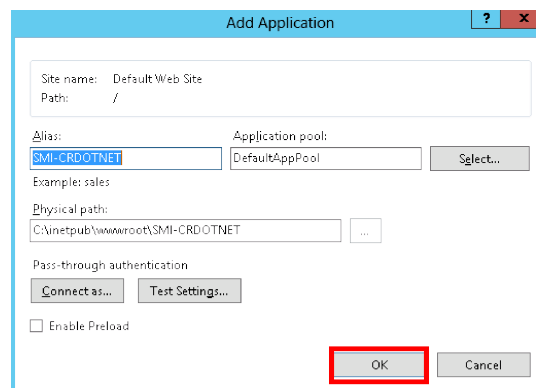 Add Application
?
x
Site name: Default Web Site
Path: /
Alias: Application pool:
SMI-CRDOTNET DefaultAppPool Select...
Example: sales
Physical path:
C:\inetpub\wwwroot\SMI-CRDOTNET ...
Pass-through authentication
Connect as... Test Settings...
Enable Preload
OK Cancel